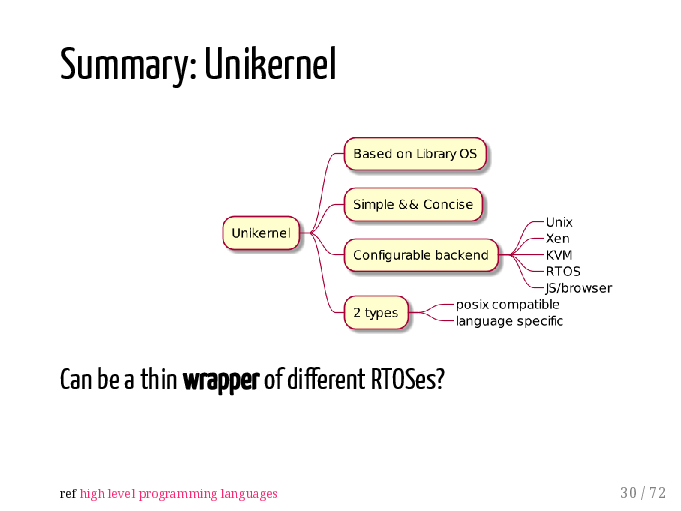 Summary: Unikernel
Based on Library OS
Simple && Concise
Unikernel
Configurable backend
Unix
Xen
KVM
RTOS
JS/browser
2 types
posix compatible
language specific
Can be a thin wrapper of different RTOSes?
ref high level programming languages
30 / 72